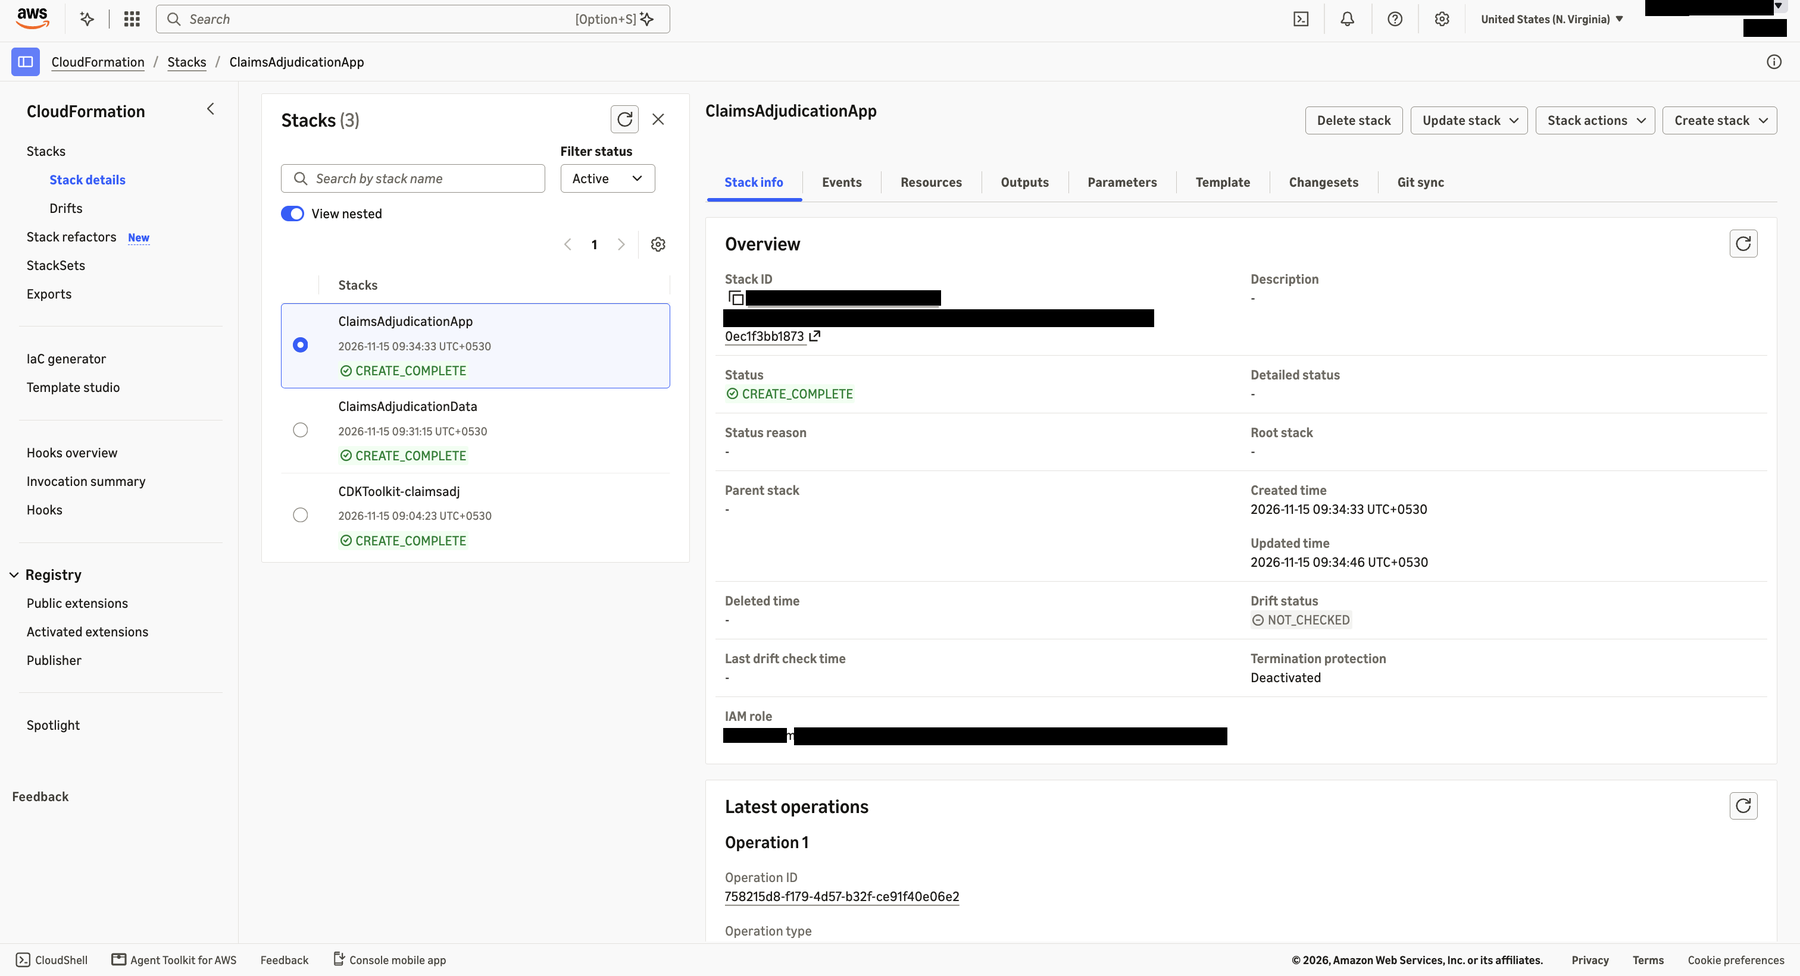 aws
Search [Option+S]
United States (N. Virginia)
CloudFormation / Stacks / ClaimsAdjudicationApp
CloudFormation
Stacks
Stack details
Drifts
Stack refactors New
StackSets
Exports
IaC generator
Template studio
Hooks overview
Invocation summary
Hooks
Registry
Public extensions
Activated extensions
Publisher
Spotlight
Feedback
Stacks (3)
Filter status
Search by stack name
Active
View nested
1
Stacks
ClaimsAdjudicationApp
2026-11-15 09:34:33 UTC+0530
CREATE_COMPLETE
ClaimsAdjudicationData
2026-11-15 09:31:15 UTC+0530
CREATE_COMPLETE
CDKToolkit-claimsadj
2026-11-15 09:04:23 UTC+0530
CREATE_COMPLETE
ClaimsAdjudicationApp
Delete stack
Update stack
Stack actions
Create stack
Stack info
Events
Resources
Outputs
Parameters
Template
Changesets
Git sync
Overview
Stack ID
0ec1f3bb1873
Description
-
Status
CREATE_COMPLETE
Detailed status
-
Status reason
-
Root stack
-
Parent stack
-
Created time
2026-11-15 09:34:33 UTC+0530
Updated time
2026-11-15 09:34:46 UTC+0530
Deleted time
-
Drift status
NOT_CHECKED
Last drift check time
-
Termination protection
Deactivated
IAM role
Latest operations
Operation 1
Operation ID
758215d8-f179-4d57-b32f-ce91f40e06e2
Operation type
CloudShell
Agent Toolkit for AWS
Feedback
Console mobile app
© 2026, Amazon Web Services, Inc. or its affiliates.
Privacy
Terms
Cookie preferences